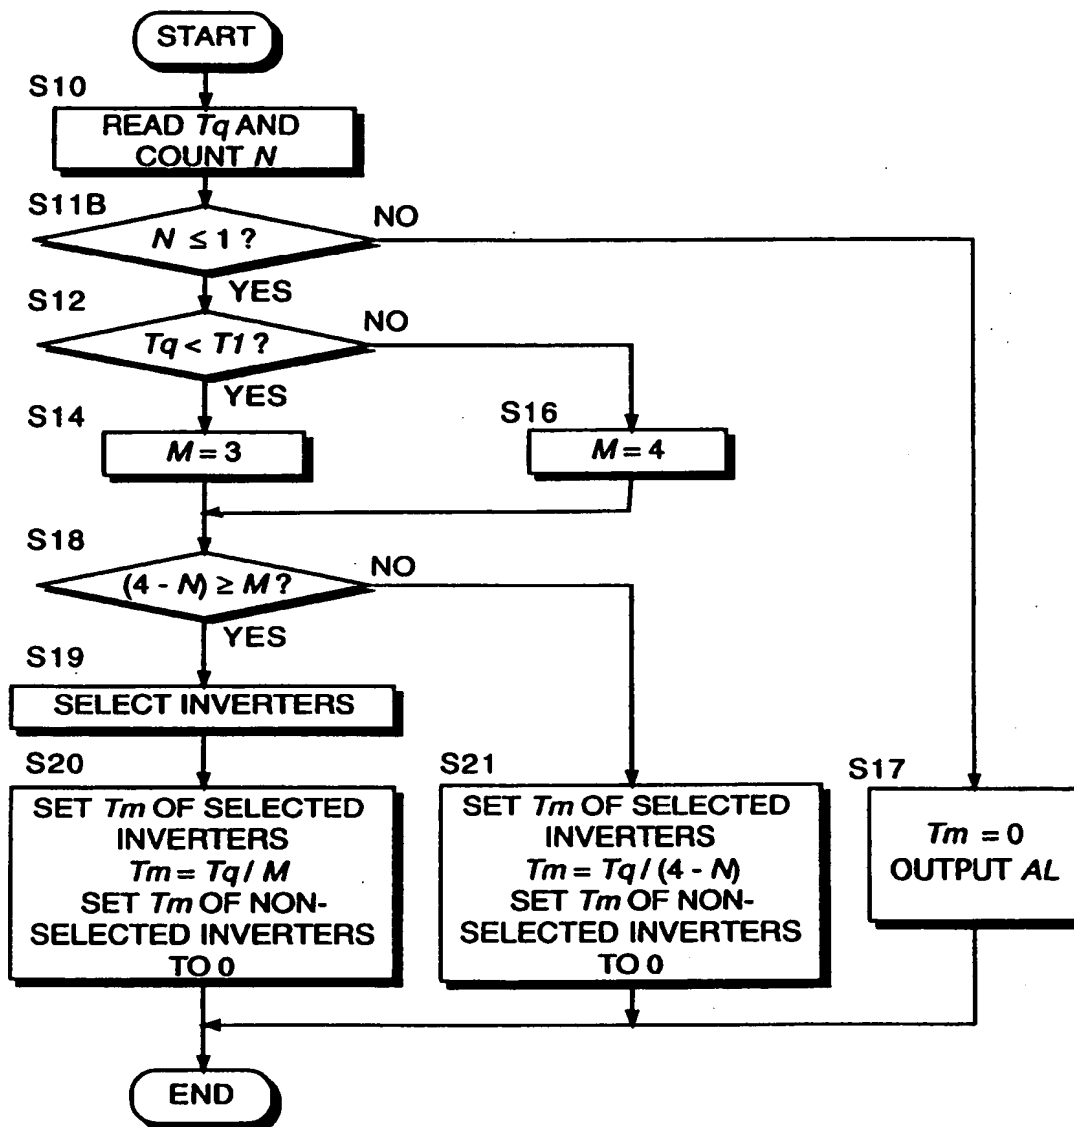 START
S10
READ Tq AND
COUNT N
S11B
N ≤ 1 ?
NO
YES
S12
Tq < T1 ?
NO
YES
S14
M = 3
S16
M = 4
S18
(4 - N) ≥ M ?
NO
YES
S19
SELECT INVERTERS
S20
SET Tm OF SELECTED
INVERTERS
Tm = Tq / M
SET Tm OF NON-
SELECTED INVERTERS
TO 0
S21
SET Tm OF SELECTED
INVERTERS
Tm = Tq / (4 - N)
SET Tm OF NON-
SELECTED INVERTERS
TO 0
S17
Tm = 0
OUTPUT AL
END